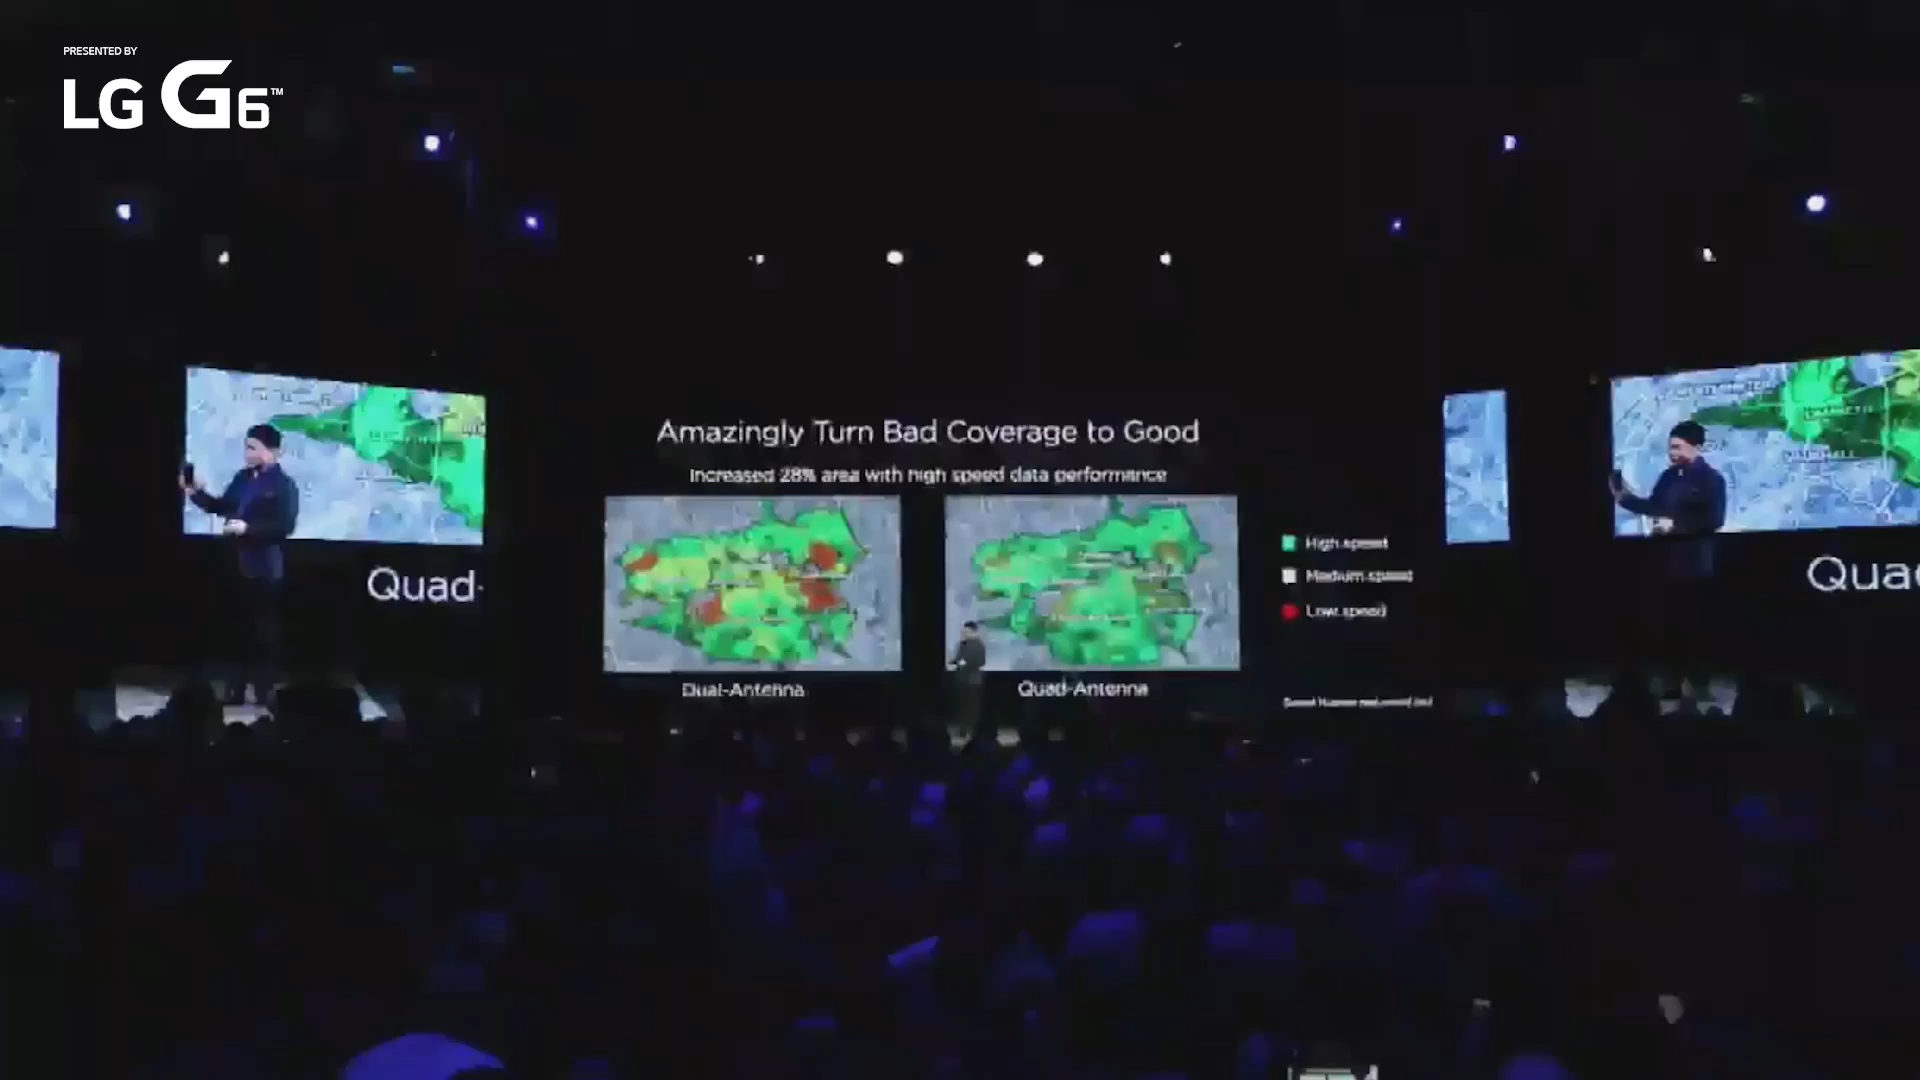 PRESENTED BY
LG G6™
Amazingly Turn Bad Coverage to Good
Increased 28% area with high speed data performance
High speed
Medium speed
Low speed
Quad-
Quad
Dual-Antenna
Quad-Antenna